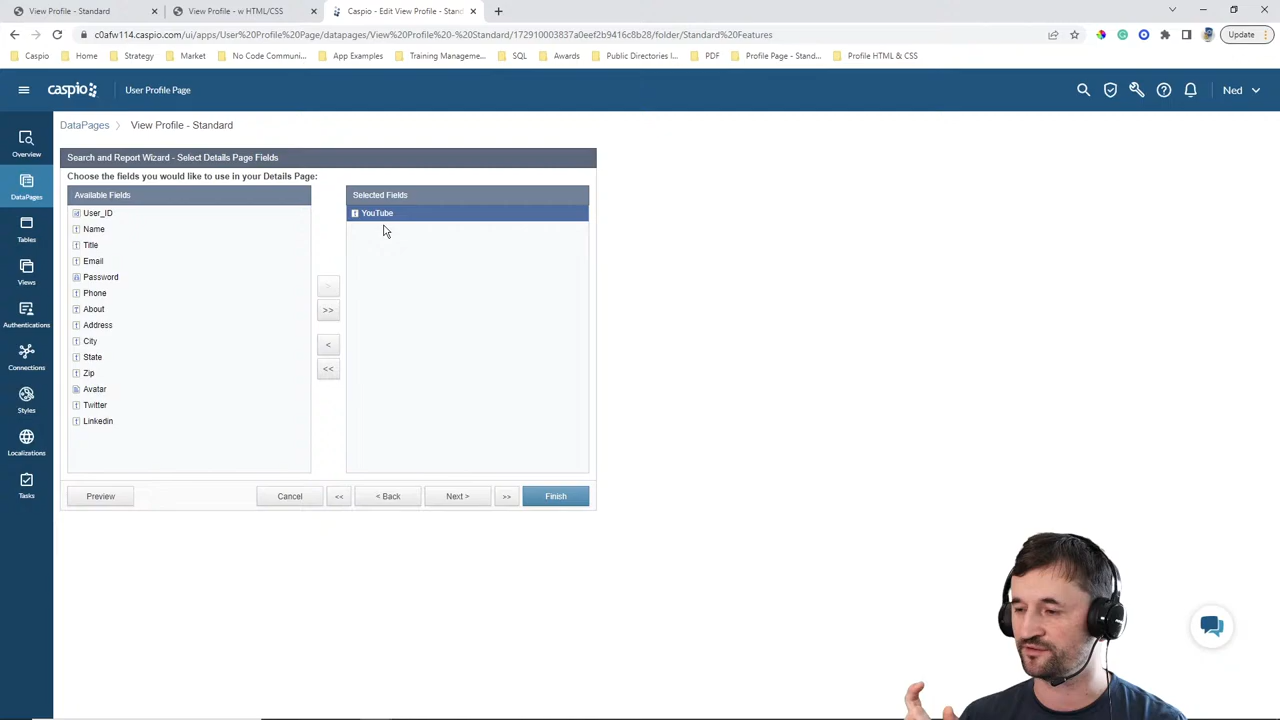 View Profile - Standard
View Profile - w HTML/CSS
Caspio - Edit View Profile - Stand
c0afw114.caspio.com/ui/apps/User%20Profile%20Page/datapages/View%20Profile%20-%20Standard/172910003837a0eef2b9416c8b28/folder/Standard%20Features
Update
Caspio
Home
Strategy
Market
No Code Communi...
App Examples
Training Manageme...
SQL
Awards
Public Directories I...
PDF
Profile Page - Stand...
Profile HTML & CSS
caspio
User Profile Page
Ned
Overview
DataPages
Tables
Views
Authentications
Connections
Styles
Localizations
Tasks
DataPages
View Profile - Standard
Search and Report Wizard - Select Details Page Fields
Choose the fields you would like to use in your Details Page:
Available Fields
User_ID
Name
Title
Email
Password
Phone
About
Address
City
State
Zip
Avatar
Twitter
Linkedin
>
>>
<
<<
Selected Fields
YouTube
Preview
Cancel
<<
< Back
Next >
>>
Finish